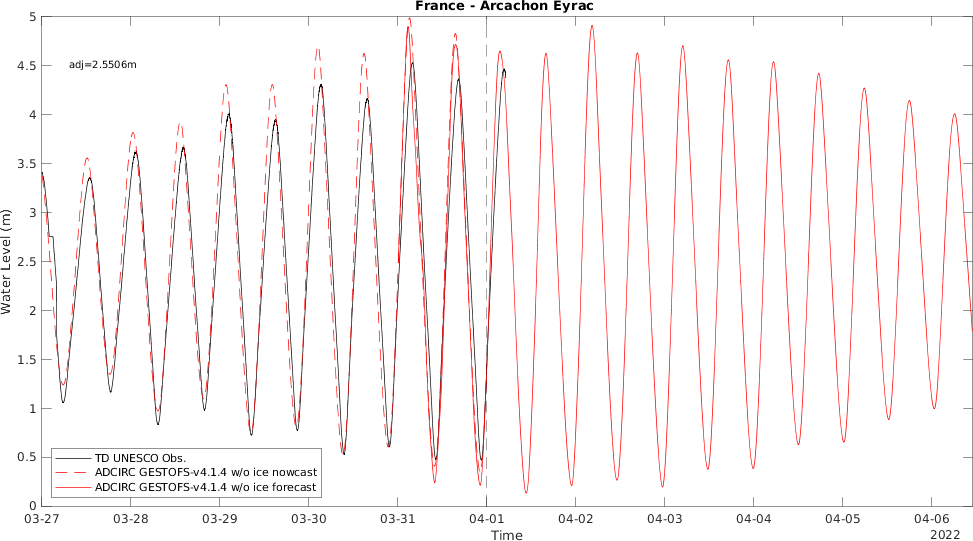 France - Arcachon Eyrac
5
4.5
4
3.5
3
2.5
2
1.5
1
0.5
0
Water Level (m)
adj=2.5506m
TD UNESCO Obs.
ADCIRC GESTOFS-v4.1.4 w/o ice nowcast
ADCIRC GESTOFS-v4.1.4 w/o ice forecast
03-27 03-28 03-29 03-30 03-31 04-01 04-02 04-03 04-04 04-05 04-06
Time
2022